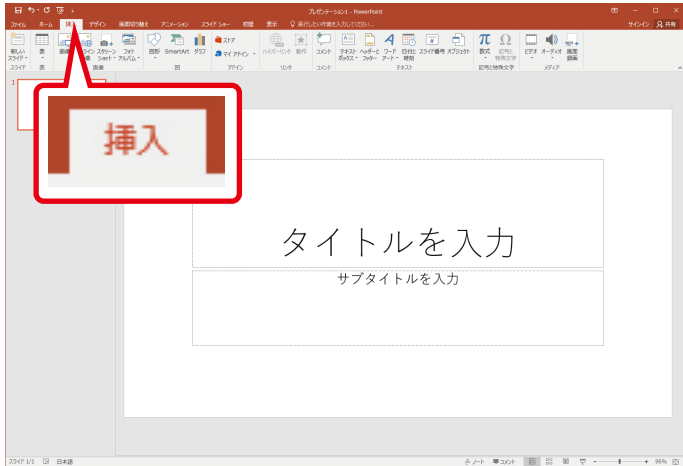 プレゼンテーション1 - PowerPoint
ファイル ホーム 挿入 デザイン 画面切り替え アニメーション スライド ショー 校閲 表示 実行したい作業を入力してください... サインイン 共有
新しい スライド
表
画像
スクリーン ショット
フォト アルバム
図形
SmartArt
グラフ
ストア
マイ アドイン
ハイパーリンク
動作
コメント
テキスト ボックス
ヘッダーと フッター
ワード アート
日付と 時刻
スライド番号
オブジェクト
数式
記号と 特殊文字
ビデオ
オーディオ
画面 録画
スライド 表 画像 図 アドイン リンク コメント テキスト 記号と特殊文字 メディア
1
挿入
タイトルを入力
サブタイトルを入力
スライド 1/1 日本語 ノート コメント 96%